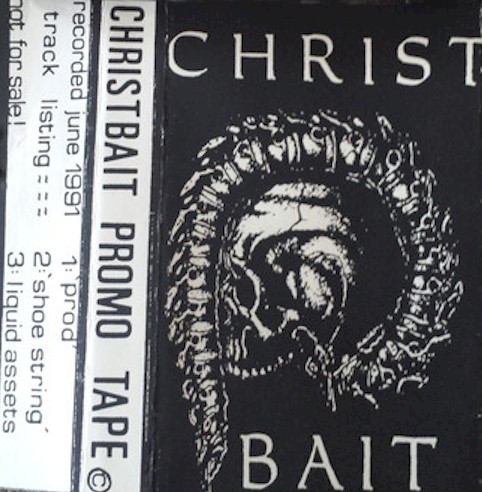 CHRIST
BAIT
CHRISTBAIT PROMO TAPE ©
recorded june 1991
track listing = = =
not for sale!
1: 'prod'
2: 'shoe string'
3: liquid assets